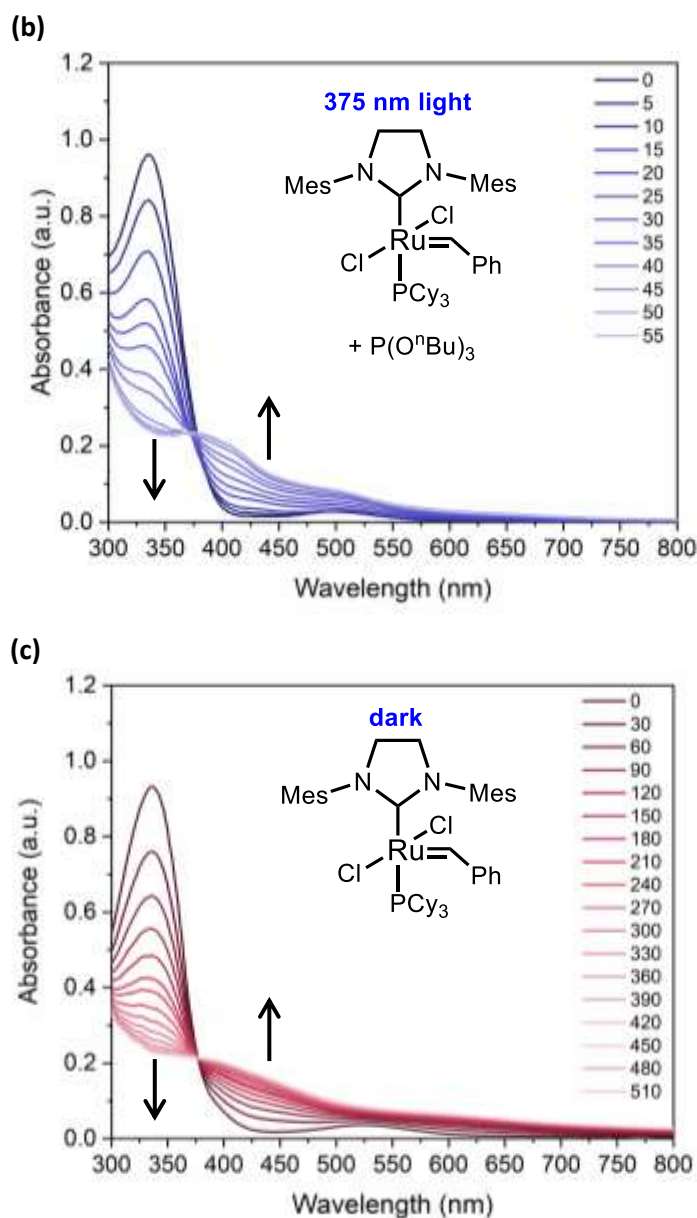 (b)
1.2
1.0
0.8
0.6
0.4
0.2
0.0
Absorbance (a.u.)
300 350 400 450 500 550 600 650 700 750 800
Wavelength (nm)
375 nm light
N N
Mes Mes
Cl
Ru
Cl Ph
PCy₃
+ P(OⁿBu)₃
0
5
10
15
20
25
30
35
40
45
50
55
(c)
1.2
1.0
0.8
0.6
0.4
0.2
0.0
Absorbance (a.u.)
300 350 400 450 500 550 600 650 700 750 800
Wavelength (nm)
dark
N N
Mes Mes
Cl
Ru
Cl Ph
PCy₃
0
30
60
90
120
150
180
210
240
270
300
330
360
390
420
450
480
510